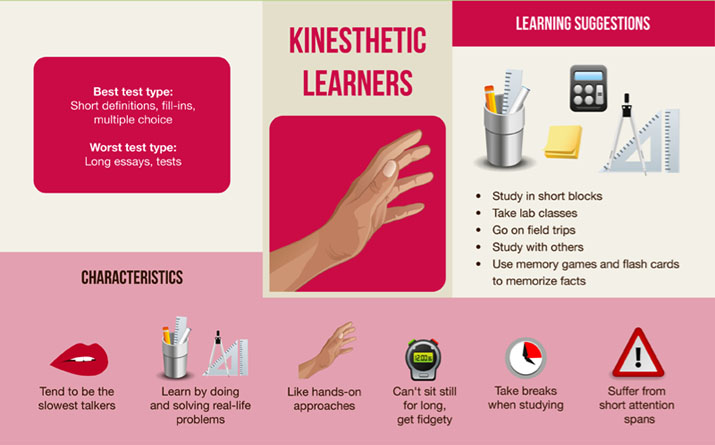 KINESTHETIC
LEARNERS
Best test type:
Short definitions, fill-ins,
multiple choice
Worst test type:
Long essays, tests
LEARNING SUGGESTIONS
• Study in short blocks
• Take lab classes
• Go on field trips
• Study with others
• Use memory games and flash cards
to memorize facts
CHARACTERISTICS
Tend to be the
slowest talkers
Learn by doing
and solving real-life
problems
Like hands-on
approaches
12:00
Can't sit still
for long,
get fidgety
Take breaks
when studying
!
Suffer from
short attention
spans